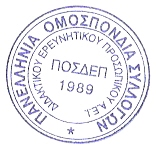 ΠΑΝΕΛΛΗΝΙΑ ΟΜΟΣΠΟΝΔΙΑ ΣΥΛΛΟΓΩΝ
ΔΙΔΑΚΤΙΚΟΥ ΕΡΕΥΝΗΤΙΚΟΥ ΠΡΟΣΩΠΙΚΟΥ Α.Ε.Ι.
ΠΟΣΔΕΠ
1989
*